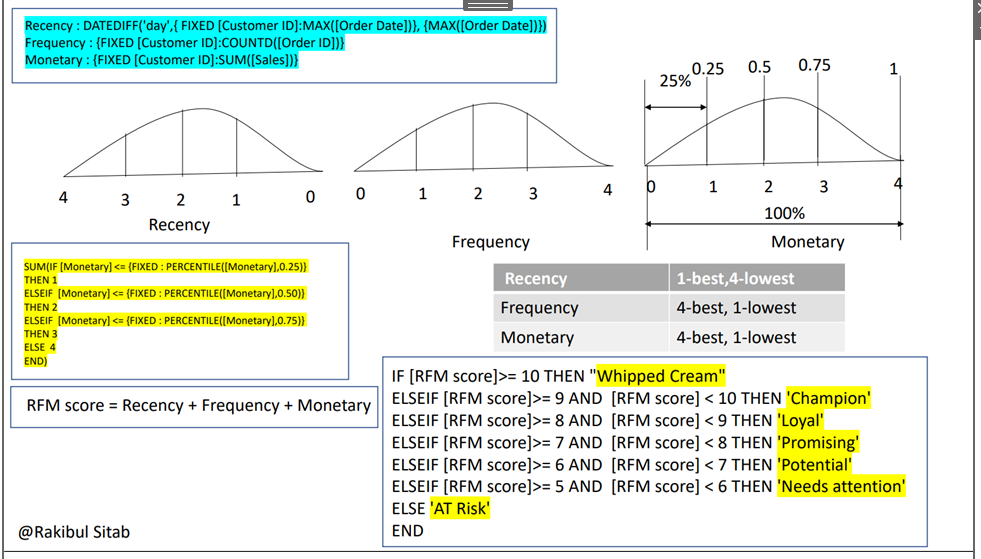 Recency : DATEDIFF('day',{ FIXED [Customer ID]:MAX([Order Date])}, {MAX([Order Date])})
Frequency : {FIXED [Customer ID]:COUNTD([Order ID])}
Monetary : {FIXED [Customer ID]:SUM([Sales])}
4 3 2 1 0
Recency
0 1 2 3 4
Frequency
25% 0.25 0.5 0.75 1
0 1 2 3 4
100%
Monetary
SUM(IF [Monetary] <= {FIXED : PERCENTILE([Monetary],0.25)}
THEN 1
ELSEIF [Monetary] <= {FIXED : PERCENTILE([Monetary],0.50)}
THEN 2
ELSEIF [Monetary] <= {FIXED : PERCENTILE([Monetary],0.75)}
THEN 3
ELSE 4
END)
Recency 1-best,4-lowest
Frequency 4-best, 1-lowest
Monetary 4-best, 1-lowest
RFM score = Recency + Frequency + Monetary
IF [RFM score]>= 10 THEN "Whipped Cream"
ELSEIF [RFM score]>= 9 AND [RFM score] < 10 THEN 'Champion'
ELSEIF [RFM score]>= 8 AND [RFM score] < 9 THEN 'Loyal'
ELSEIF [RFM score]>= 7 AND [RFM score] < 8 THEN 'Promising'
ELSEIF [RFM score]>= 6 AND [RFM score] < 7 THEN 'Potential'
ELSEIF [RFM score]>= 5 AND [RFM score] < 6 THEN 'Needs attention'
ELSE 'AT Risk'
END
@Rakibul Sitab